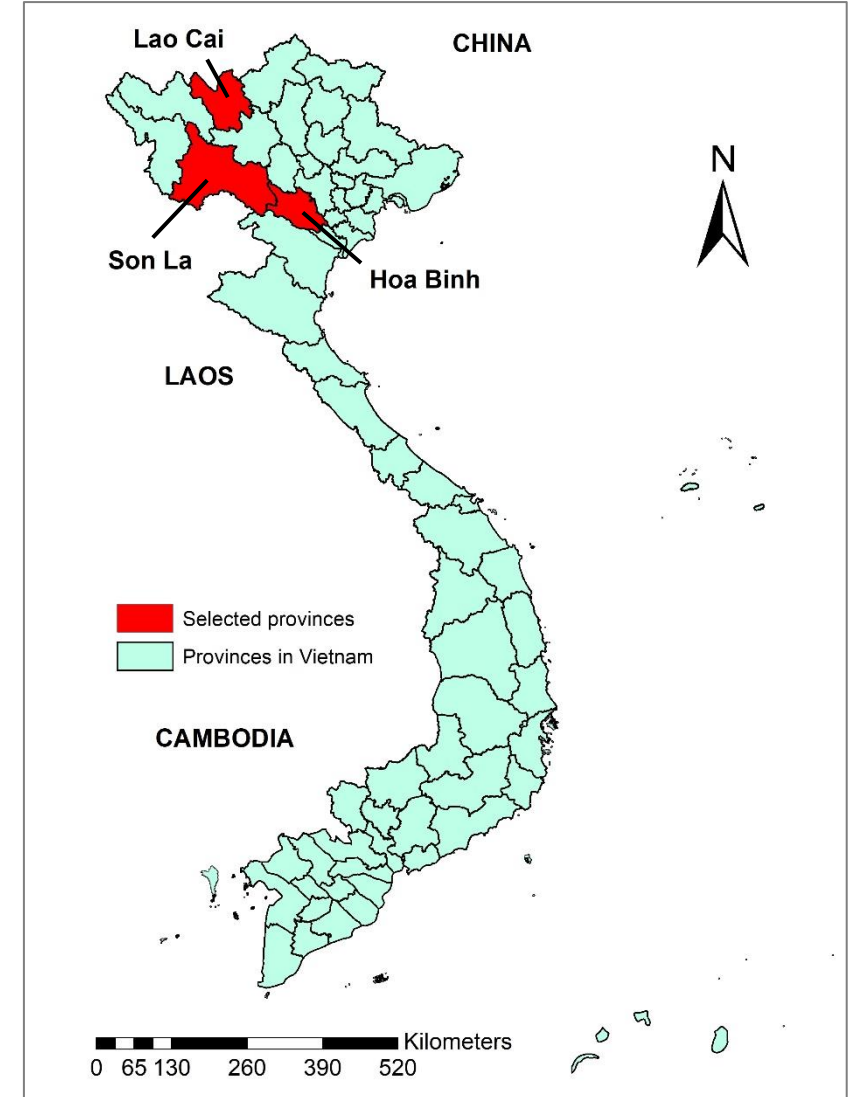 Lao Cai
CHINA
N
Son La
Hoa Binh
LAOS
Selected provinces
Provinces in Vietnam
CAMBODIA
Kilometers
0 65 130 260 390 520